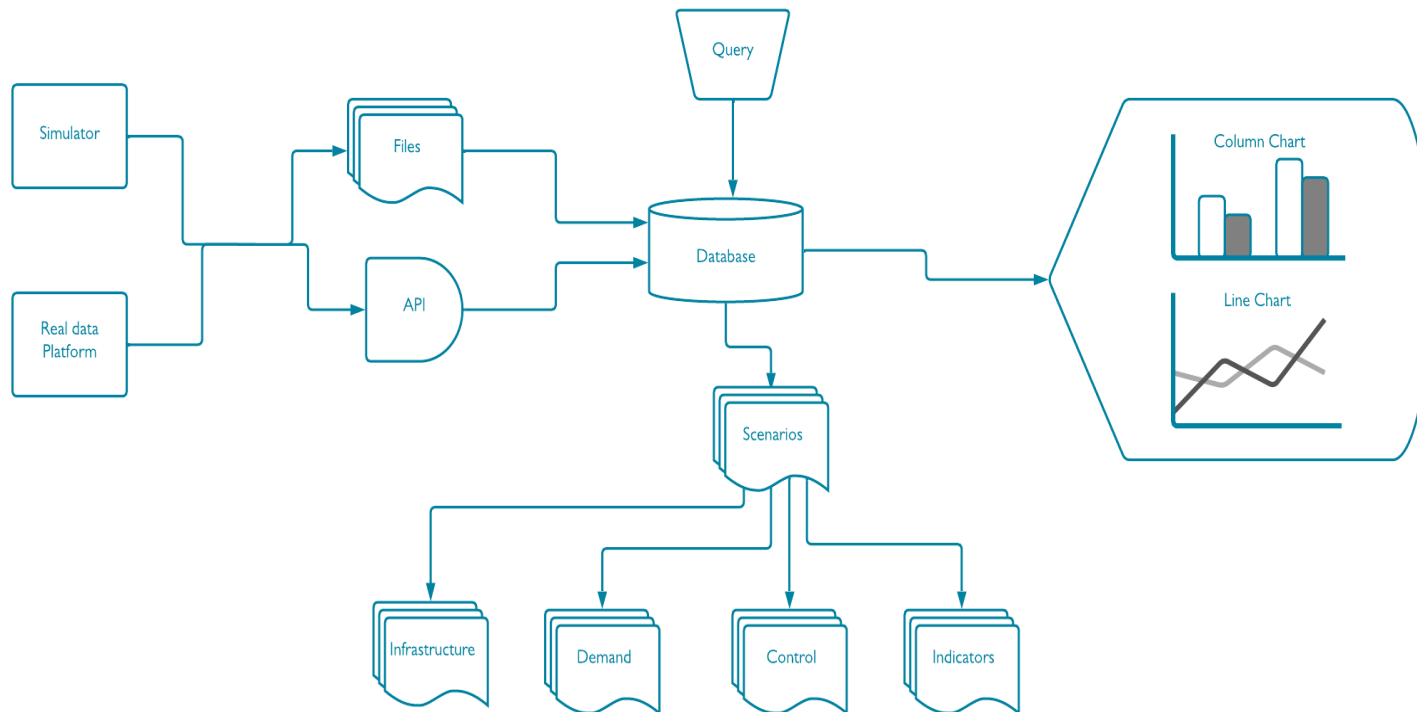 Query
Simulator
Files
Column Chart
Database
API
Line Chart
Real data
Platform
Scenarios
Infrastructure
Demand
Control
Indicators